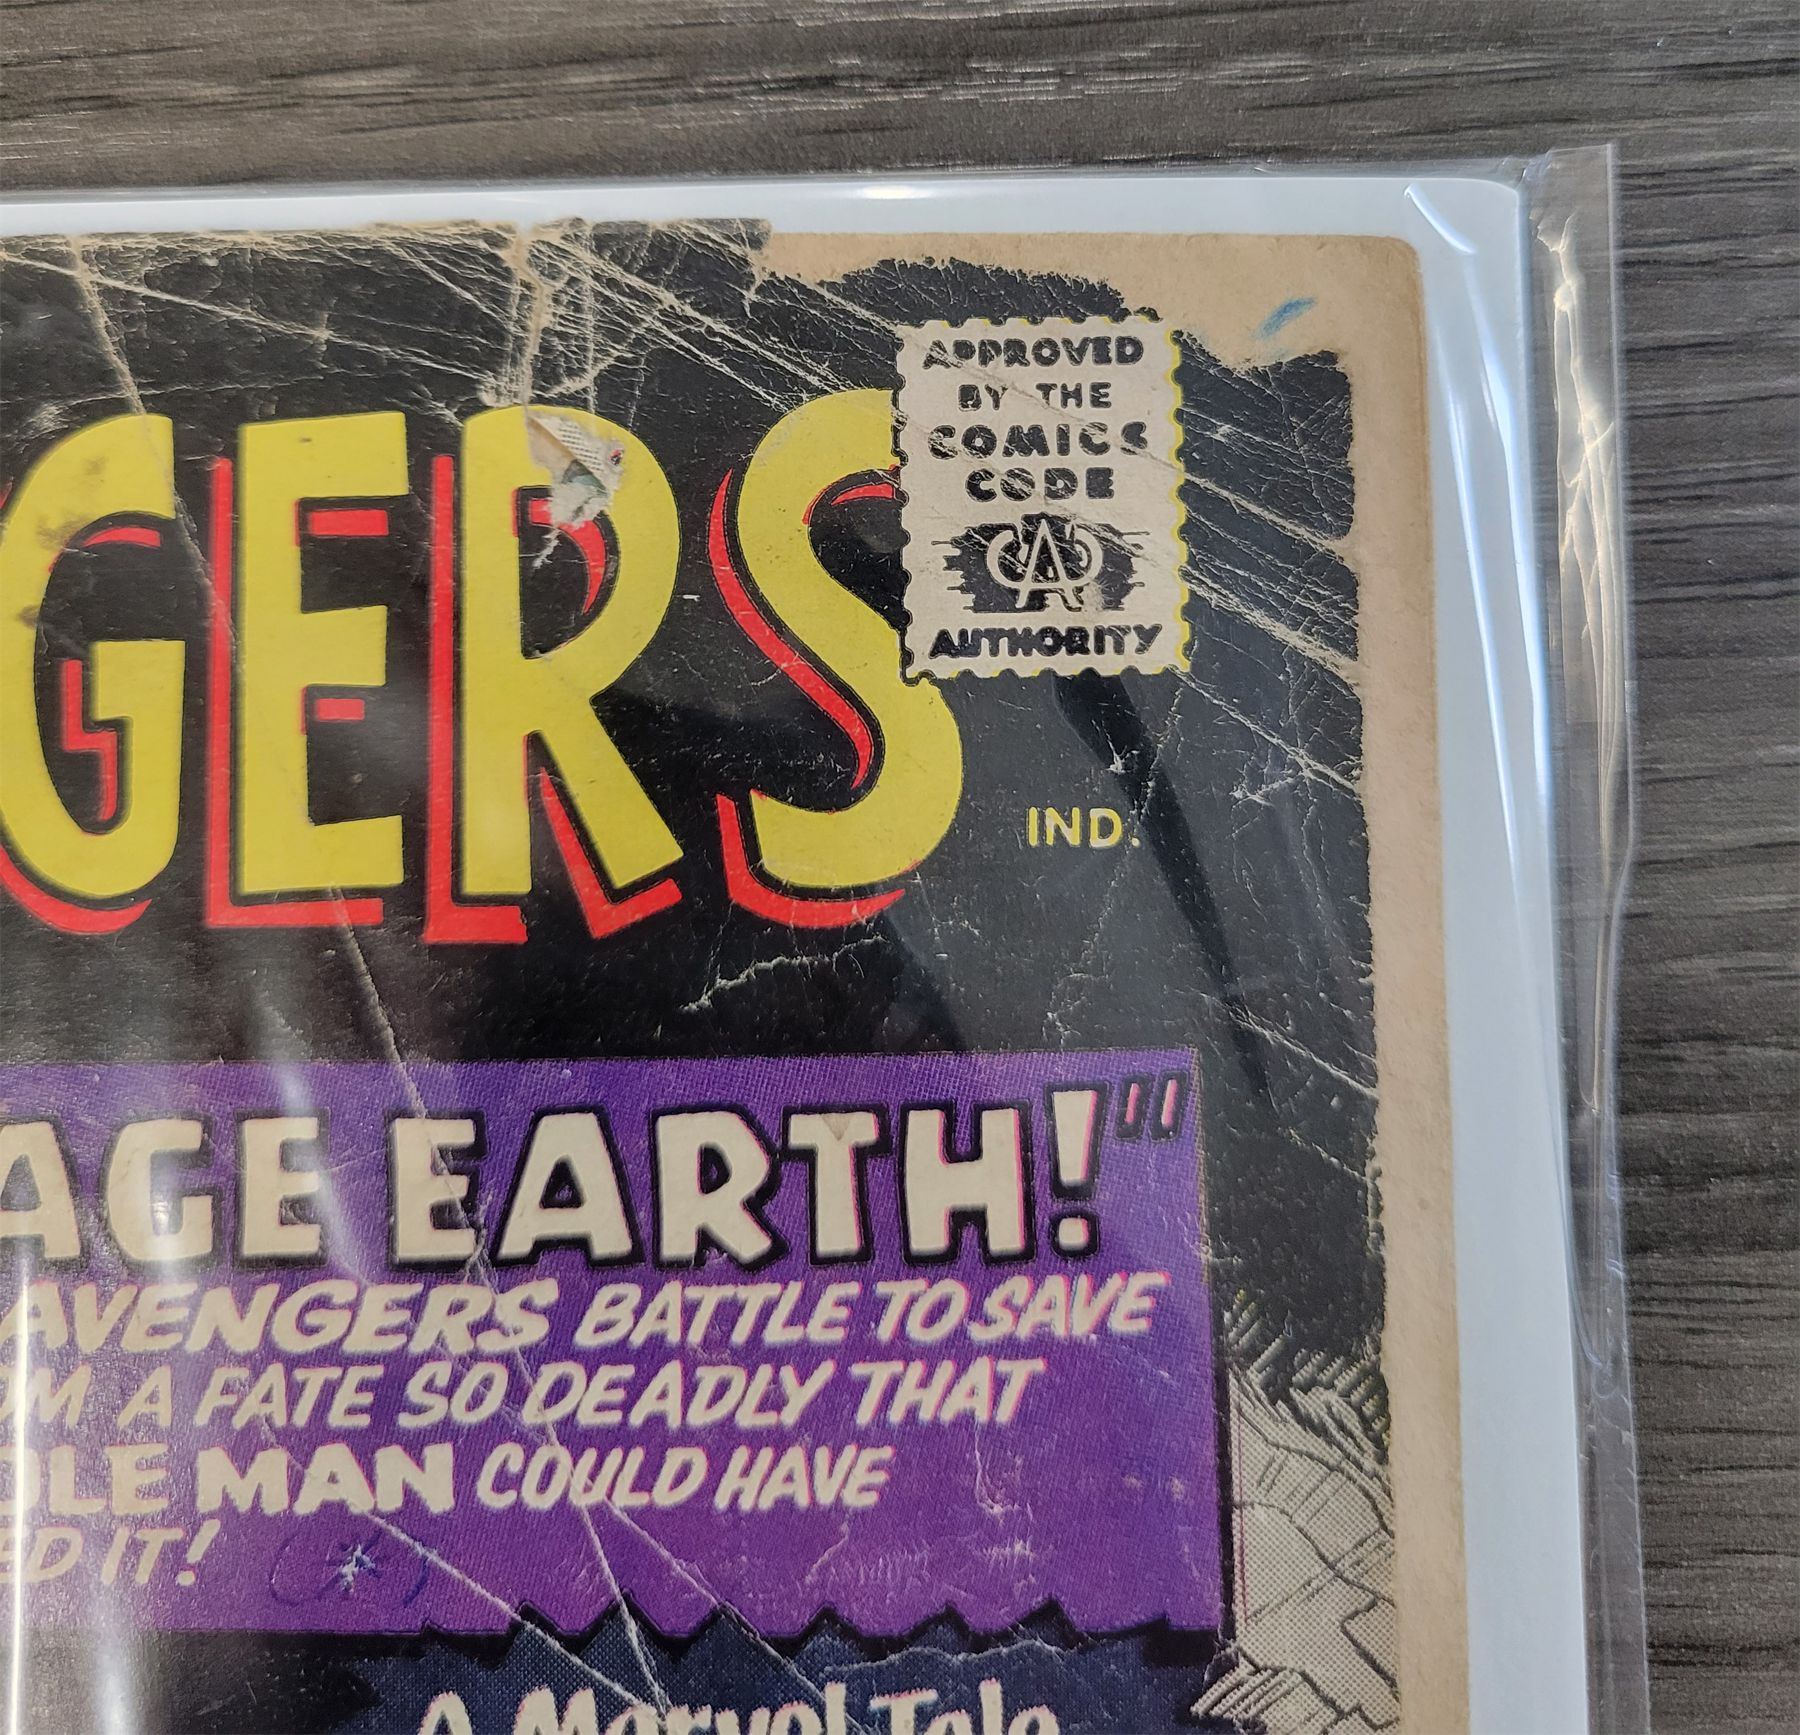 GERS
APPROVED
BY THE
COMICS
CODE
CA
AUTHORITY
IND.
AGE EARTH!"
AVENGERS BATTLE TO SAVE
OM A FATE SO DEADLY THAT
OLE MAN COULD HAVE
ED IT!
A Marvel Tale